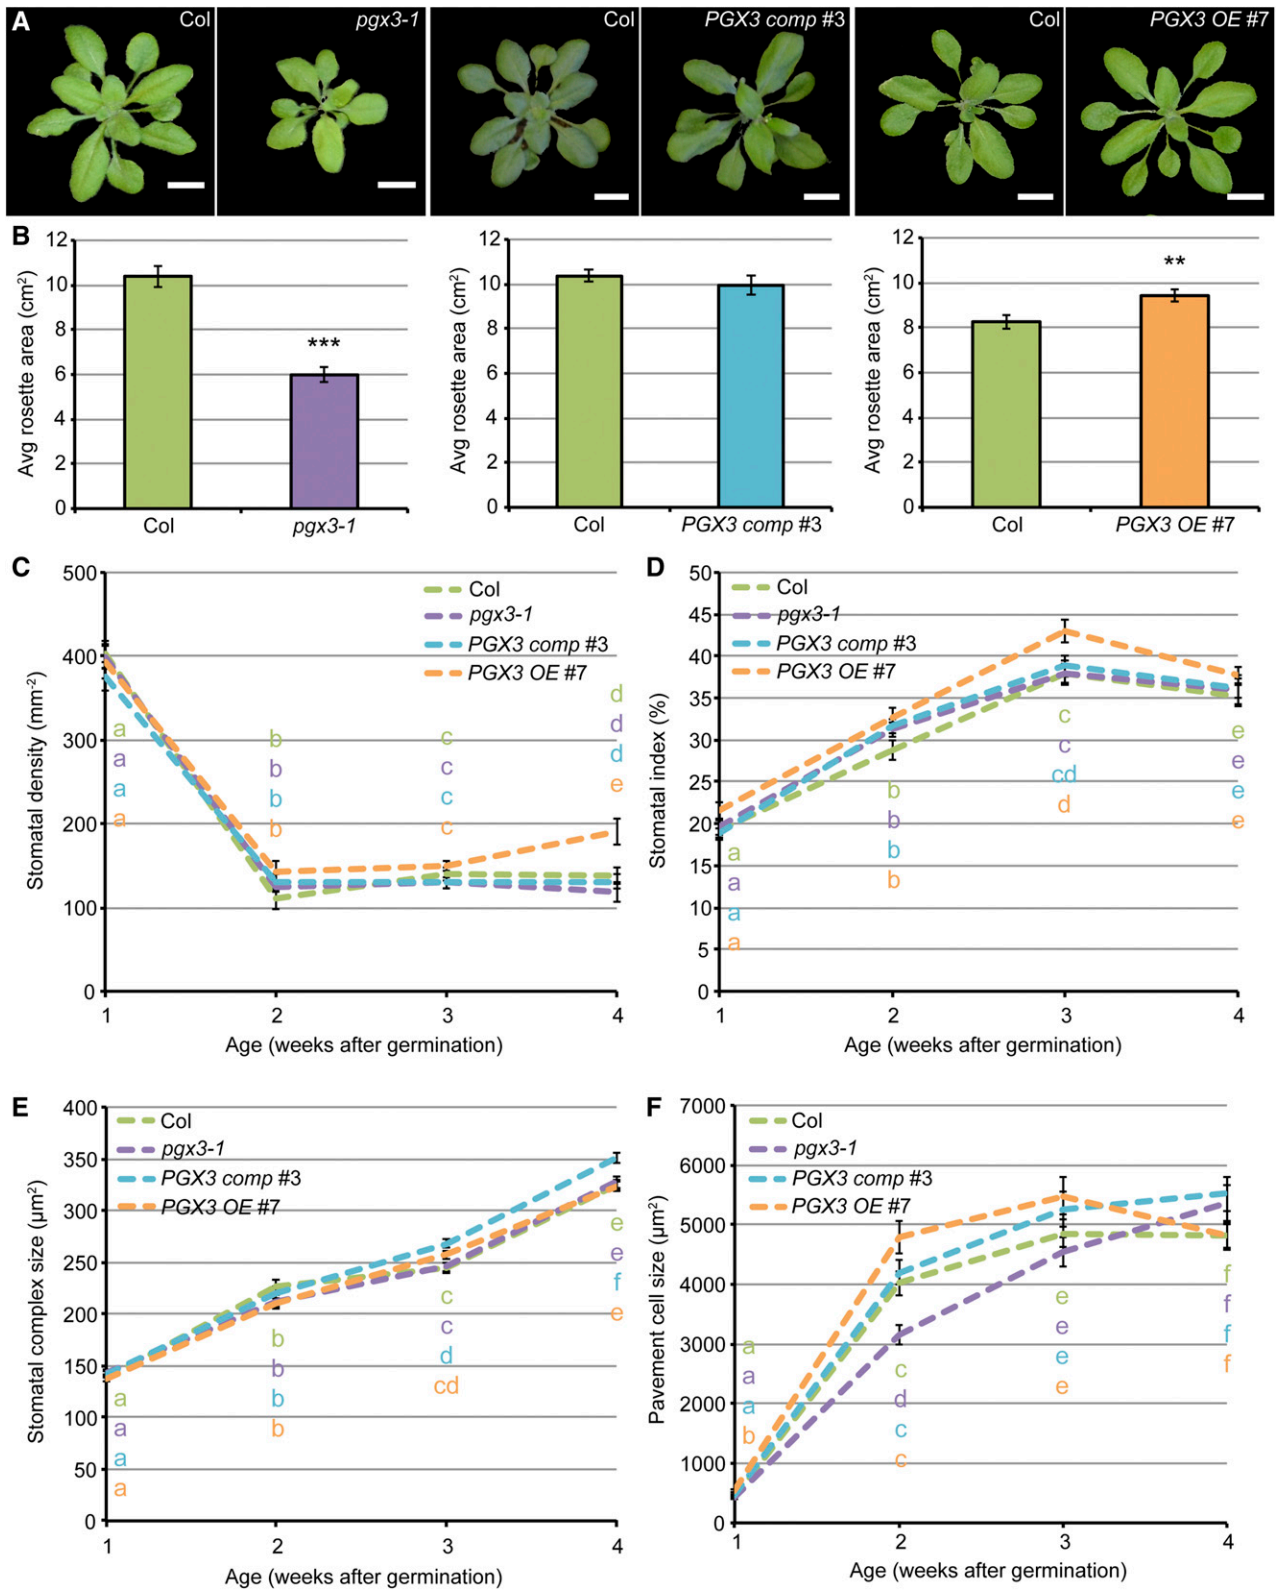 A
Col
pgx3-1
Col
PGX3 comp #3
Col
PGX3 OE #7
B
Avg rosette area (cm²)
12
10
8
6
4
2
0
***
Col
pgx3-1
Avg rosette area (cm²)
12
10
8
6
4
2
0
Col
PGX3 comp #3
Avg rosette area (cm²)
12
10
8
6
4
2
0
**
Col
PGX3 OE #7
C
Stomatal density (mm⁻²)
500
400
300
200
100
0
Col
pgx3-1
PGX3 comp #3
PGX3 OE #7
a
a
a
a
b
b
b
b
c
c
c
c
d
d
d
e
1
2
3
4
Age (weeks after germination)
D
Stomatal index (%)
50
45
40
35
30
25
20
15
10
5
0
Col
pgx3-1
PGX3 comp #3
PGX3 OE #7
a
a
a
a
b
b
b
b
c
c
cd
d
e
e
e
e
1
2
3
4
Age (weeks after germination)
E
Stomatal complex size (µm²)
400
350
300
250
200
150
100
50
0
Col
pgx3-1
PGX3 comp #3
PGX3 OE #7
a
a
a
a
b
b
b
b
c
c
d
cd
e
e
f
e
1
2
3
4
Age (weeks after germination)
F
Pavement cell size (µm²)
7000
6000
5000
4000
3000
2000
1000
0
Col
pgx3-1
PGX3 comp #3
PGX3 OE #7
a
a
a
b
c
d
c
c
e
e
e
e
f
f
f
f
1
2
3
4
Age (weeks after germination)